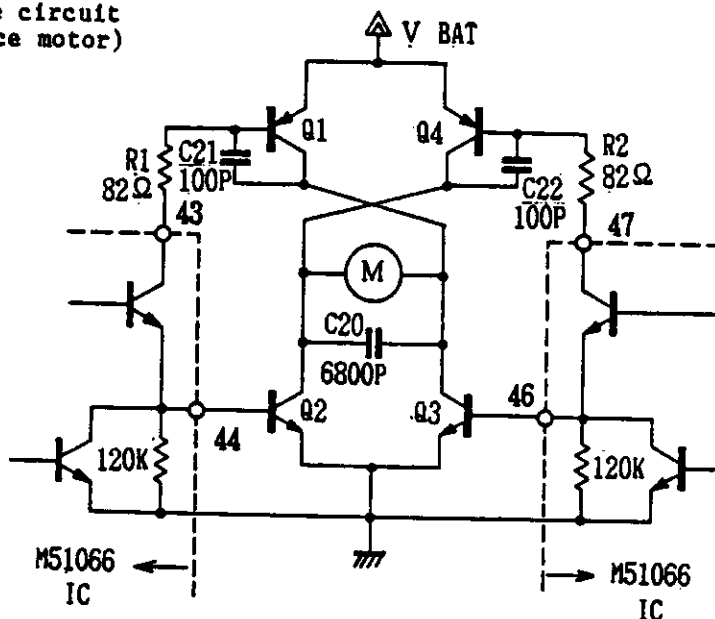 circuit
motor)
V BAT
Q1
Q4
R1
82Ω
C21
100P
R2
82Ω
C22
100P
43
47
M
C20
6800P
Q2
Q3
46
44
120K
120K
M51066
IC
M51066
IC